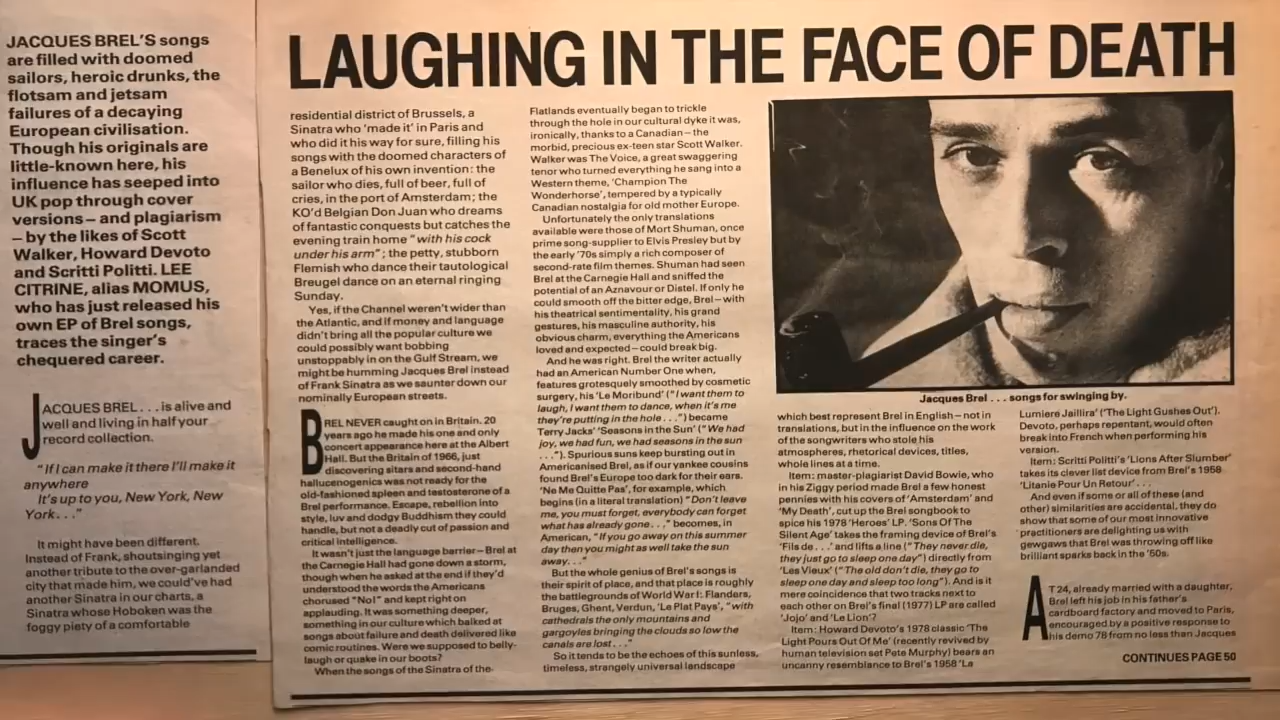 JACQUES BREL'S songs
are filled with doomed
sailors, heroic drunks, the
flotsam and jetsam
failures of a decaying
European civilisation.
Though his originals are
little-known here, his
influence has seeped into
UK pop through cover
versions – and plagiarism
– by the likes of Scott
Walker, Howard Devoto
and Scritti Politti. LEE
CITRINE, alias MOMUS,
who has just released his
own EP of Brel songs,
traces the singer's
chequered career.
JACQUES BREL . . . is alive and
well and living in half your
record collection.
"If I can make it there I'll make it
anywhere
It's up to you, New York, New
York. . ."
It might have been different.
Instead of Frank, shoutsinging yet
another tribute to the over-garlanded
city that made him, we could've had
another Sinatra in our charts, a
Sinatra whose Hoboken was the
foggy piety of a comfortable
LAUGHING IN THE FACE OF DEATH
residential district of Brussels, a
Sinatra who 'made it' in Paris and
who did it his way for sure, filling his
songs with the doomed characters of
a Benelux of his own invention: the
sailor who dies, full of beer, full of
cries, in the port of Amsterdam; the
KO'd Belgian Don Juan who dreams
of fantastic conquests but catches the
evening train home "with his cock
under his arm"; the petty, stubborn
Flemish who dance their tautological
Breugel dance on an eternal ringing
Sunday.
Yes, if the Channel weren't wider than
the Atlantic, and if money and language
didn't bring all the popular culture we
could possibly want bobbing
unstoppably in on the Gulf Stream, we
might be humming Jacques Brel instead
of Frank Sinatra as we saunter down our
nominally European streets.
BREL NEVER caught on in Britain. 20
years ago he made his one and only
concert appearance here at the Albert
Hall. But the Britain of 1966, just
discovering sitars and second-hand
hallucenogenics was not ready for the
old-fashioned spleen and testosterone of a
Brel performance. Escape, rebellion into
style, luv and dodgy Buddhism they could
handle, but not a deadly cut of passion and
critical intelligence.
It wasn't just the language barrier – Brel at
the Carnegie Hall had gone down a storm,
though when he asked at the end if they'd
understood the words the Americans
chorused "No!" and kept right on
applauding. It was something deeper,
something in our culture which balked at
songs about failure and death delivered like
comic routines. Were we supposed to belly-
laugh or quake in our boots?
When the songs of the Sinatra of the
Flatlands eventually began to trickle
through the hole in our cultural dyke it was,
ironically, thanks to a Canadian – the
morbid, precious ex-teen star Scott Walker.
Walker was The Voice, a great swaggering
tenor who turned everything he sang into a
Western theme, 'Champion The
Wonderhorse', tempered by a typically
Canadian nostalgia for old mother Europe.
Unfortunately the only translations
available were those of Mort Shuman, once
prime song-supplier to Elvis Presley but by
the early '70s simply a rich composer of
second-rate film themes. Shuman had seen
Brel at the Carnegie Hall and sniffed the
potential of an Aznavour or Distel. If only he
could smooth off the bitter edge, Brel – with
his theatrical sentimentality, his grand
gestures, his masculine authority, his
obvious charm, everything the Americans
loved and expected – could break big.
And he was right. Brel the writer actually
had an American Number One when,
features grotesquely smoothed by cosmetic
surgery, his 'Le Moribund' ("I want them to
laugh, I want them to dance, when it's me
they're putting in the hole . . .") became
Terry Jacks' 'Seasons in the Sun' ("We had
joy, we had fun, we had seasons in the sun
. . ."). Spurious suns keep bursting out in
Americanised Brel, as if our yankee cousins
found Brel's Europe too dark for their ears.
'Ne Me Quitte Pas', for example, which
begins (in a literal translation) "Don't leave
me, you must forget, everybody can forget
what has already gone . . .," becomes, in
American, "If you go away on this summer
day then you might as well take the sun
away. . ."
But the whole genius of Brel's songs is
their spirit of place, and that place is roughly
the battlegrounds of World War I: Flanders,
Bruges, Ghent, Verdun, 'Le Plat Pays', "with
cathedrals the only mountains and
gargoyles bringing the clouds so low the
canals are lost . . ."
So it tends to be the echoes of this sunless,
timeless, strangely universal landscape
Jacques Brel . . . songs for swinging by.
which best represent Brel in English – not in
translations, but in the influence on the work
of the songwriters who stole his
atmospheres, rhetorical devices, titles,
whole lines at a time.
Item: master-plagiarist David Bowie, who
in his Ziggy period made Brel a few honest
pennies with his covers of 'Amsterdam' and
'My Death', cut up the Brel songbook to
spice his 1978 'Heroes' LP. 'Sons Of The
Silent Age' takes the framing device of Brel's
'Fils de . . .' and lifts a line ("They never die,
they just go to sleep one day") directly from
'Les Vieux' ("The old don't die, they go to
sleep one day and sleep too long"). And is it
mere coincidence that two tracks next to
each other on Brel's final (1977) LP are called
'Jojo' and 'Le Lion'?
Item: Howard Devoto's 1978 classic 'The
Light Pours Out Of Me' (recently revived by
human television set Pete Murphy) bears an
uncanny resemblance to Brel's 1958 'La
Lumiere Jaillira' ('The Light Gushes Out').
Devoto, perhaps repentant, would often
break into French when performing his
version.
Item: Scritti Politti's 'Lions After Slumber'
takes its clever list device from Brel's 1958
'Litanie Pour Un Retour' . . .
And even if some or all of these (and
other) similarities are accidental, they do
show that some of our most innovative
practitioners are delighting us with
gewgaws that Brel was throwing off like
brilliant sparks back in the '50s.
AT 24, already married with a daughter,
Brel left his job in his father's
cardboard factory and moved to Paris,
encouraged by a positive response to
his demo 78 from no less than Jacques
CONTINUES PAGE 50